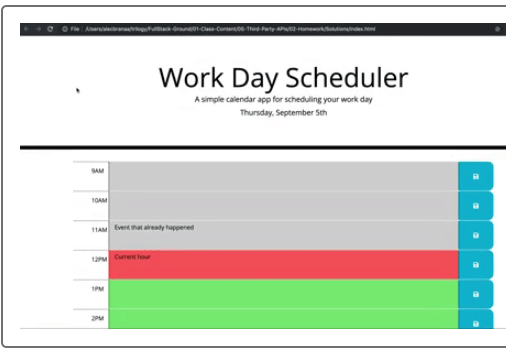 File | /Users/alecbranaa/trilogy/FullStack-Ground/01-Class-Content/05-Third-Party-APIs/02-Homework/Solutions/index.html
Work Day Scheduler
A simple calendar app for scheduling your work day
Thursday, September 5th
9AM
10AM
11AM Event that already happened
12PM Current hour
1PM
2PM